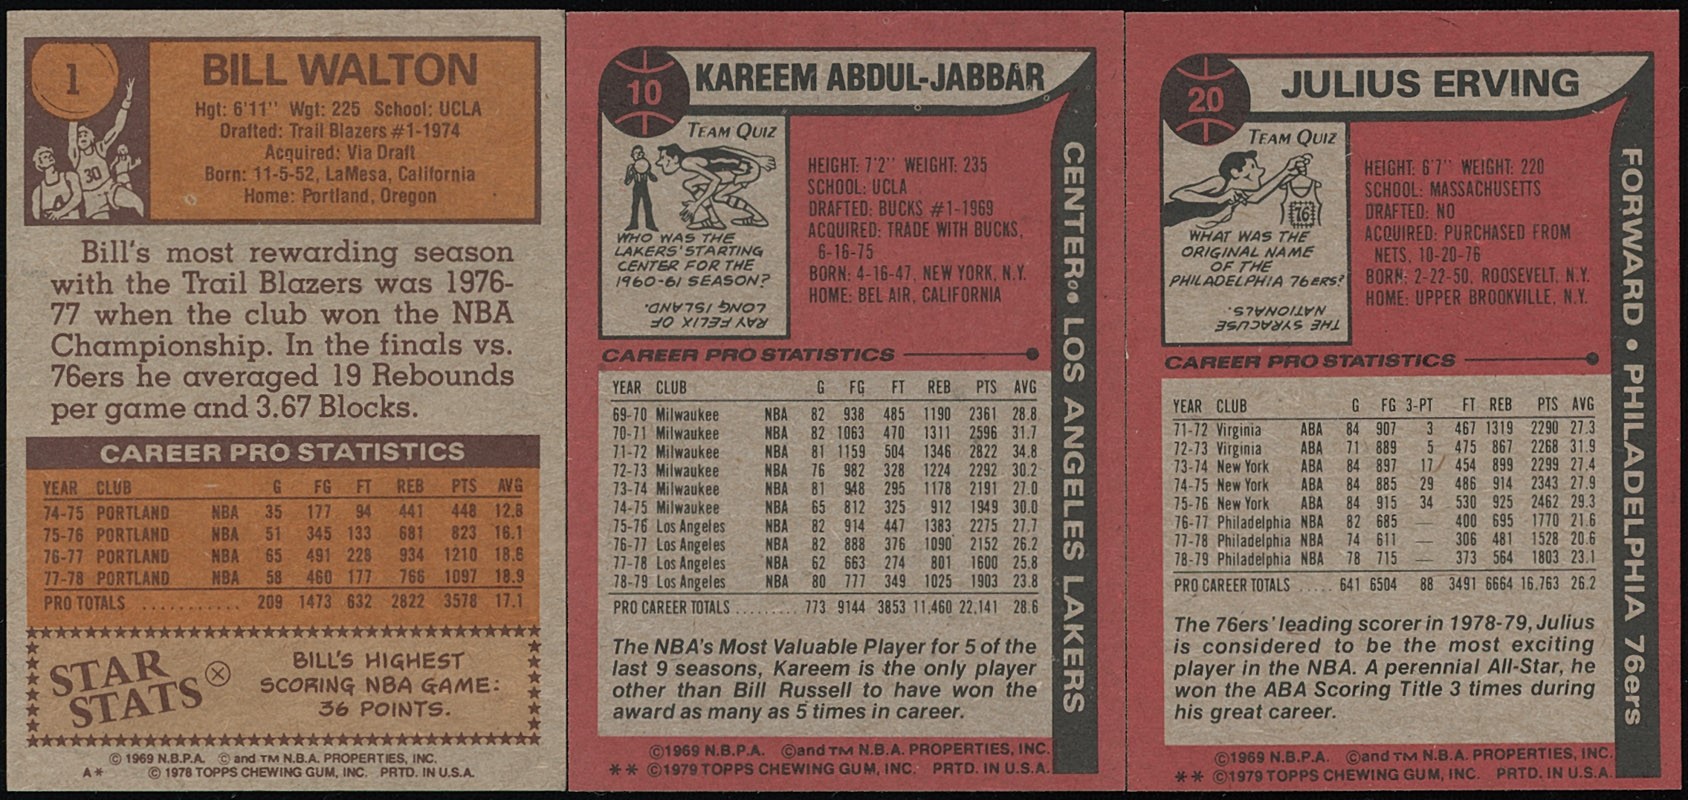 1
BILL WALTON
Hgt: 6'11" Wgt: 225 School: UCLA
Drafted: Trail Blazers #1-1974
Acquired: Via Draft
Born: 11-5-52, LaMesa, California
Home: Portland, Oregon
30
Bill's most rewarding season
with the Trail Blazers was 1976-
77 when the club won the NBA
Championship. In the finals vs.
76ers he averaged 19 Rebounds
per game and 3.67 Blocks.
CAREER PRO STATISTICS
YEAR CLUB G FG FT REB PTS AVG
74-75 PORTLAND NBA 35 177 94 441 448 12.8
75-76 PORTLAND NBA 51 345 133 681 823 16.1
76-77 PORTLAND NBA 65 491 228 934 1210 18.6
77-78 PORTLAND NBA 58 460 177 766 1097 18.9
PRO TOTALS ........... 209 1473 632 2822 3578 17.1
STAR
STATS
BILL'S HIGHEST
SCORING NBA GAME:
36 POINTS.
© 1969 N.B.P.A. © and TM N.B.A. PROPERTIES, INC.
A* © 1978 TOPPS CHEWING GUM, INC. PRTD. IN U.S.A.
10
KAREEM ABDUL-JABBAR
TEAM QUIZ
WHO WAS THE
LAKERS' STARTING
CENTER FOR THE
1960-61 SEASON?
RAY FELIX OF
LONG ISLAND.
HEIGHT: 7'2" WEIGHT: 235
SCHOOL: UCLA
DRAFTED: BUCKS #1-1969
ACQUIRED: TRADE WITH BUCKS,
6-16-75
BORN: 4-16-47, NEW YORK, N.Y.
HOME: BEL AIR, CALIFORNIA
CENTER • LOS ANGELES LAKERS
CAREER PRO STATISTICS
YEAR CLUB G FG FT REB PTS AVG
69-70 Milwaukee NBA 82 938 485 1190 2361 28.8
70-71 Milwaukee NBA 82 1063 470 1311 2596 31.7
71-72 Milwaukee NBA 81 1159 504 1346 2822 34.8
72-73 Milwaukee NBA 76 982 328 1224 2292 30.2
73-74 Milwaukee NBA 81 948 295 1178 2191 27.0
74-75 Milwaukee NBA 65 812 325 912 1949 30.0
75-76 Los Angeles NBA 82 914 447 1383 2275 27.7
76-77 Los Angeles NBA 82 888 376 1090 2152 26.2
77-78 Los Angeles NBA 62 663 274 801 1600 25.8
78-79 Los Angeles NBA 80 777 349 1025 1903 23.8
PRO CAREER TOTALS ......... 773 9144 3853 11,460 22,141 28.6
The NBA's Most Valuable Player for 5 of the
last 9 seasons, Kareem is the only player
other than Bill Russell to have won the
award as many as 5 times in career.
©1969 N.B.P.A. ©and TM N.B.A. PROPERTIES, INC.
** ©1979 TOPPS CHEWING GUM, INC. PRTD. IN U.S.A.
20
JULIUS ERVING
TEAM QUIZ
76
WHAT WAS THE
ORIGINAL NAME
OF THE
PHILADELPHIA 76ERS?
THE SYRACUSE
NATIONALS.
HEIGHT: 6'7" WEIGHT: 220
SCHOOL: MASSACHUSETTS
DRAFTED: NO
ACQUIRED: PURCHASED FROM
NETS, 10-20-76
BORN: 2-22-50, ROOSEVELT, N.Y.
HOME: UPPER BROOKVILLE, N.Y.
FORWARD • PHILADELPHIA 76ers
CAREER PRO STATISTICS
YEAR CLUB G FG 3-PT FT REB PTS AVG
71-72 Virginia ABA 84 907 3 467 1319 2290 27.3
72-73 Virginia ABA 71 889 5 475 867 2268 31.9
73-74 New York ABA 84 897 17 454 899 2299 27.4
74-75 New York ABA 84 885 29 486 914 2343 27.9
75-76 New York ABA 84 915 34 530 925 2462 29.3
76-77 Philadelphia NBA 82 685 — 400 695 1770 21.6
77-78 Philadelphia NBA 74 611 — 306 481 1528 20.6
78-79 Philadelphia NBA 78 715 — 373 564 1803 23.1
PRO CAREER TOTALS ..... 641 6504 88 3491 6664 16,763 26.2
The 76ers' leading scorer in 1978-79, Julius
is considered to be the most exciting
player in the NBA. A perennial All-Star, he
won the ABA Scoring Title 3 times during
his great career.
©1969 N.B.P.A. ©and TM N.B.A. PROPERTIES, INC.
** ©1979 TOPPS CHEWING GUM, INC. PRTD. IN U.S.A.